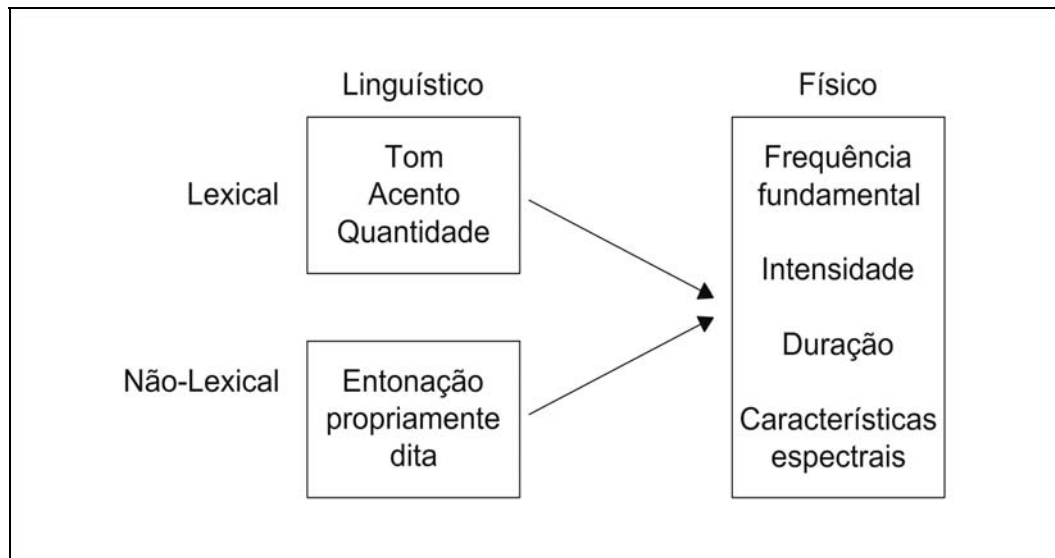 Linguístico
Físico
Lexical
Tom
Acento
Quantidade
Não-Lexical
Entonação
propriamente
dita
Frequência
fundamental
Intensidade
Duração
Características
espectrais